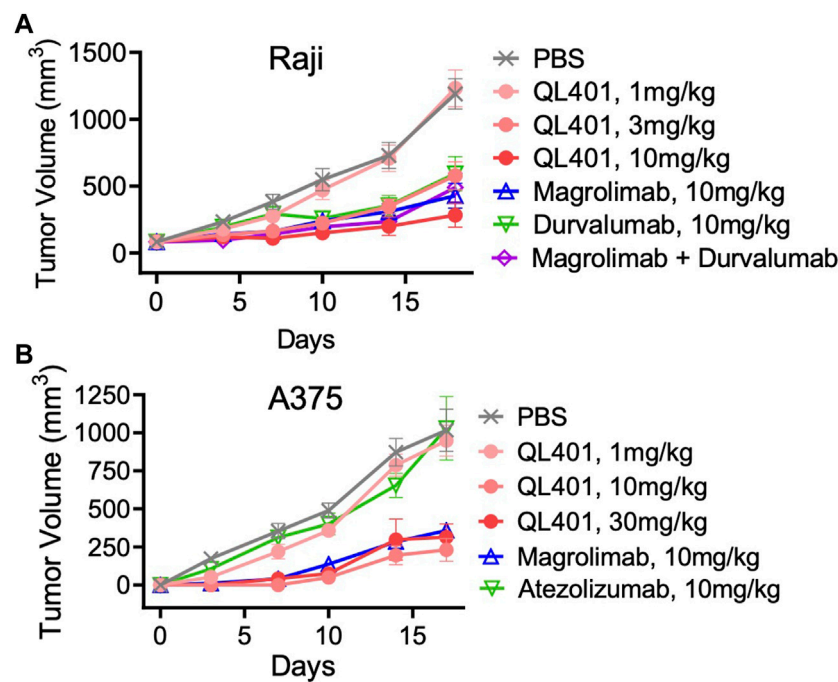 A
Raji
Tumor Volume (mm³)
1500
1000
500
0
0 5 10 15
Days
PBS
QL401, 1mg/kg
QL401, 3mg/kg
QL401, 10mg/kg
Magrolimab, 10mg/kg
Durvalumab, 10mg/kg
Magrolimab + Durvalumab
B
A375
Tumor Volume (mm³)
1250
1000
750
500
250
0
0 5 10 15
Days
PBS
QL401, 1mg/kg
QL401, 10mg/kg
QL401, 30mg/kg
Magrolimab, 10mg/kg
Atezolizumab, 10mg/kg